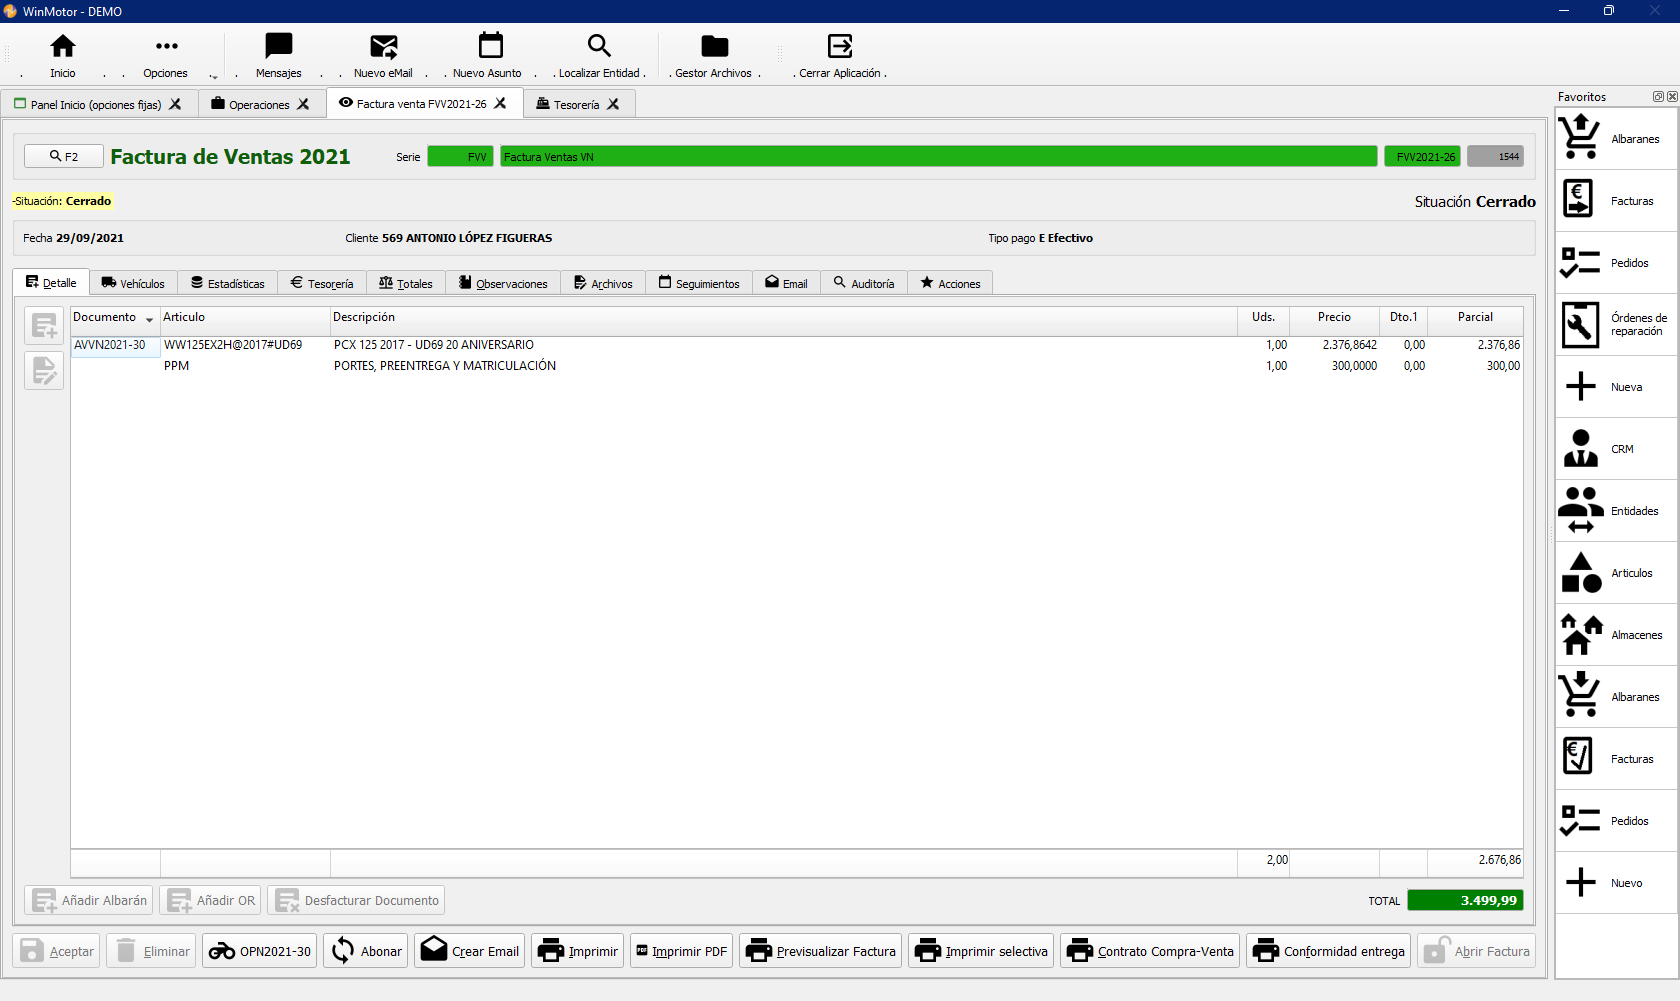 WinMotor - DEMO
Inicio
Opciones
Mensajes
Nuevo eMail
Nuevo Asunto
Localizar Entidad
Gestor Archivos
Cerrar Aplicación
Panel Inicio (opciones fijas)
Operaciones
Factura venta FVV2021-26
Tesorería
Favoritos
F2
Factura de Ventas 2021
Serie
FVV
Factura Ventas VN
FVV2021-26
1544
-Situación: Cerrado
Situación Cerrado
Fecha 29/09/2021
Cliente 569 ANTONIO LÓPEZ FIGUERAS
Tipo pago E Efectivo
Detalle
Vehículos
Estadísticas
Tesorería
Totales
Observaciones
Archivos
Seguimientos
Email
Auditoría
Acciones
Documento Articulo Descripción Uds. Precio Dto.1 Parcial
AVVN2021-30 WW125EX2H@2017#UD69 PCX 125 2017 - UD69 20 ANIVERSARIO 1,00 2.376,8642 0,00 2.376,86
PPM PORTES, PREENTREGA Y MATRICULACIÓN 1,00 300,0000 0,00 300,00
2,00 2.676,86
Añadir Albarán
Añadir OR
Desfacturar Documento
TOTAL 3.499,99
Aceptar
Eliminar
OPN2021-30
Abonar
Crear Email
Imprimir
PDF
Imprimir PDF
Previsualizar Factura
Imprimir selectiva
Contrato Compra-Venta
Conformidad entrega
Abrir Factura
Albaranes
Facturas
Pedidos
Órdenes de
reparación
Nueva
CRM
Entidades
Articulos
Almacenes
Albaranes
Facturas
Pedidos
Nuevo